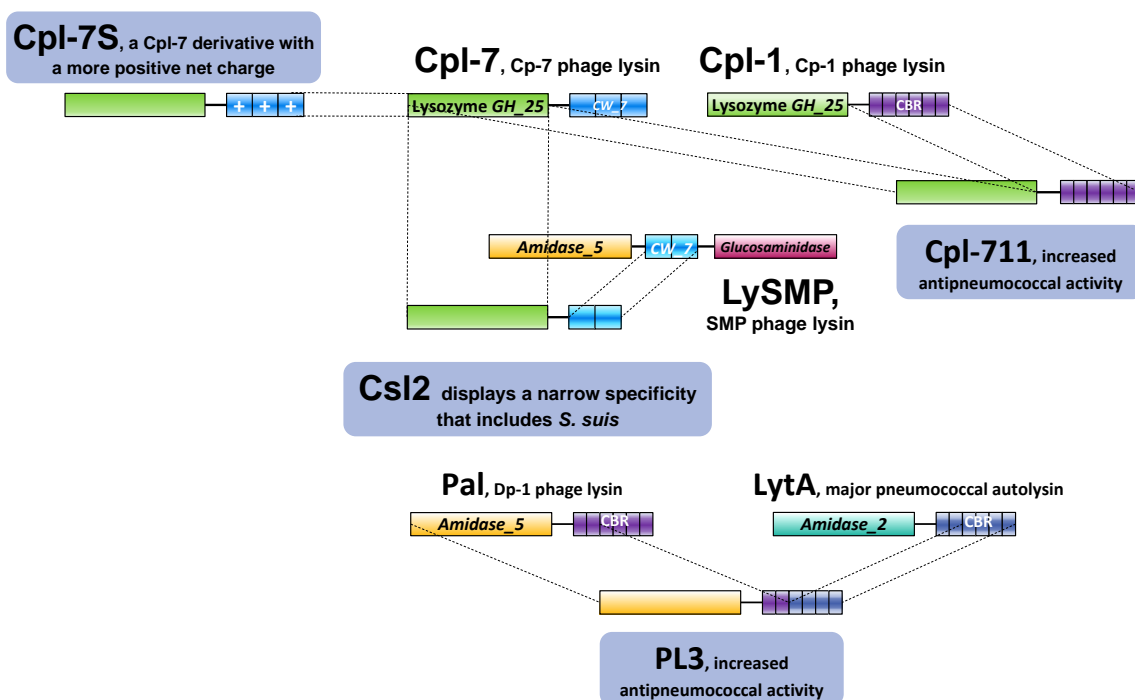 Cpl-7S, a Cpl-7 derivative with
a more positive net charge
+ + +
Cpl-7, Cp-7 phage lysin
Lysozyme GH_25
CW_7
Cpl-1, Cp-1 phage lysin
Lysozyme GH_25
CBR
Cpl-711, increased
antipneumococcal activity
Amidase_5
CW_7
Glucosaminidase
LySMP,
SMP phage lysin
Csl2 displays a narrow specificity
that includes S. suis
Pal, Dp-1 phage lysin
Amidase_5
CBR
LytA, major pneumococcal autolysin
Amidase_2
CBR
PL3, increased
antipneumococcal activity